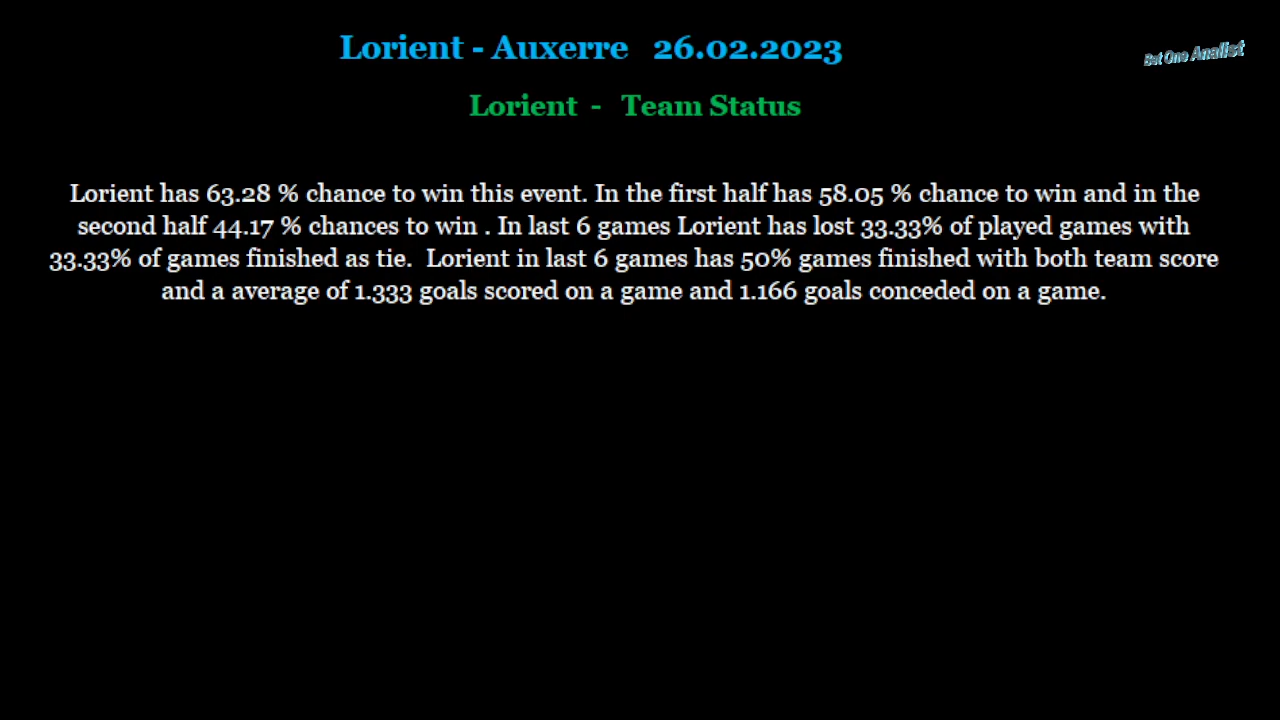 Lorient - Auxerre 26.02.2023
Bet One Analist
Lorient - Team Status
Lorient has 63.28 % chance to win this event. In the first half has 58.05 % chance to win and in the
second half 44.17 % chances to win . In last 6 games Lorient has lost 33.33% of played games with
33.33% of games finished as tie. Lorient in last 6 games has 50% games finished with both team score
and a average of 1.333 goals scored on a game and 1.166 goals conceded on a game.